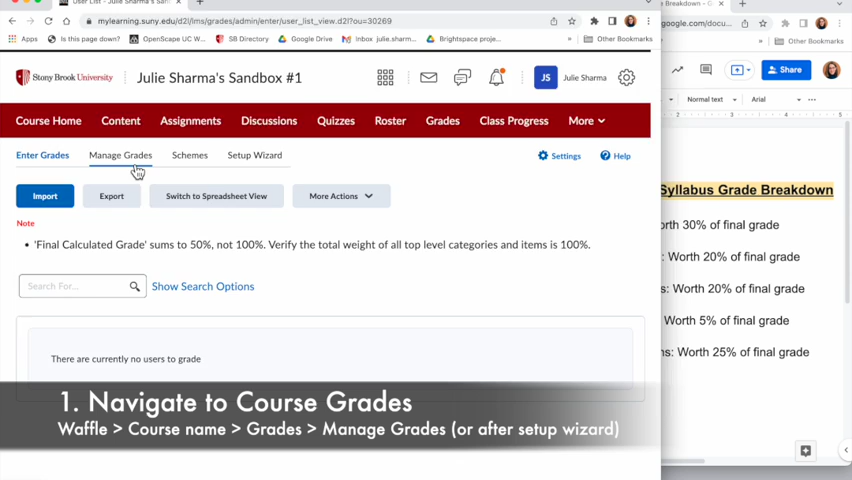 User List - View
Breakdown -
mylearning.suny.edu/d2l/lms/grades/admin/enter/user_list_view.d2l?ou=30269
google.com/docu...
Apps
Is this page down?
OpenScape UC W...
SB Directory
Google Drive
Inbox julie.sharm...
Brightspace proje...
Other Bookmarks
Other Bookmarks
Stony Brook University
Julie Sharma's Sandbox #1
JS
Julie Sharma
Share
Normal text
Arial
Course Home
Content
Assignments
Discussions
Quizzes
Roster
Grades
Class Progress
More
Enter Grades
Manage Grades
Schemes
Setup Wizard
Settings
Help
Import
Export
Switch to Spreadsheet View
More Actions
Note
'Final Calculated Grade' sums to 50%, not 100%. Verify the total weight of all top level categories and items is 100%.
Search For...
Show Search Options
There are currently no users to grade
Syllabus Grade Breakdown
orth 30% of final grade
: Worth 20% of final grade
s: Worth 20% of final grade
Worth 5% of final grade
ns: Worth 25% of final grade
1. Navigate to Course Grades
Waffle > Course name > Grades > Manage Grades (or after setup wizard)